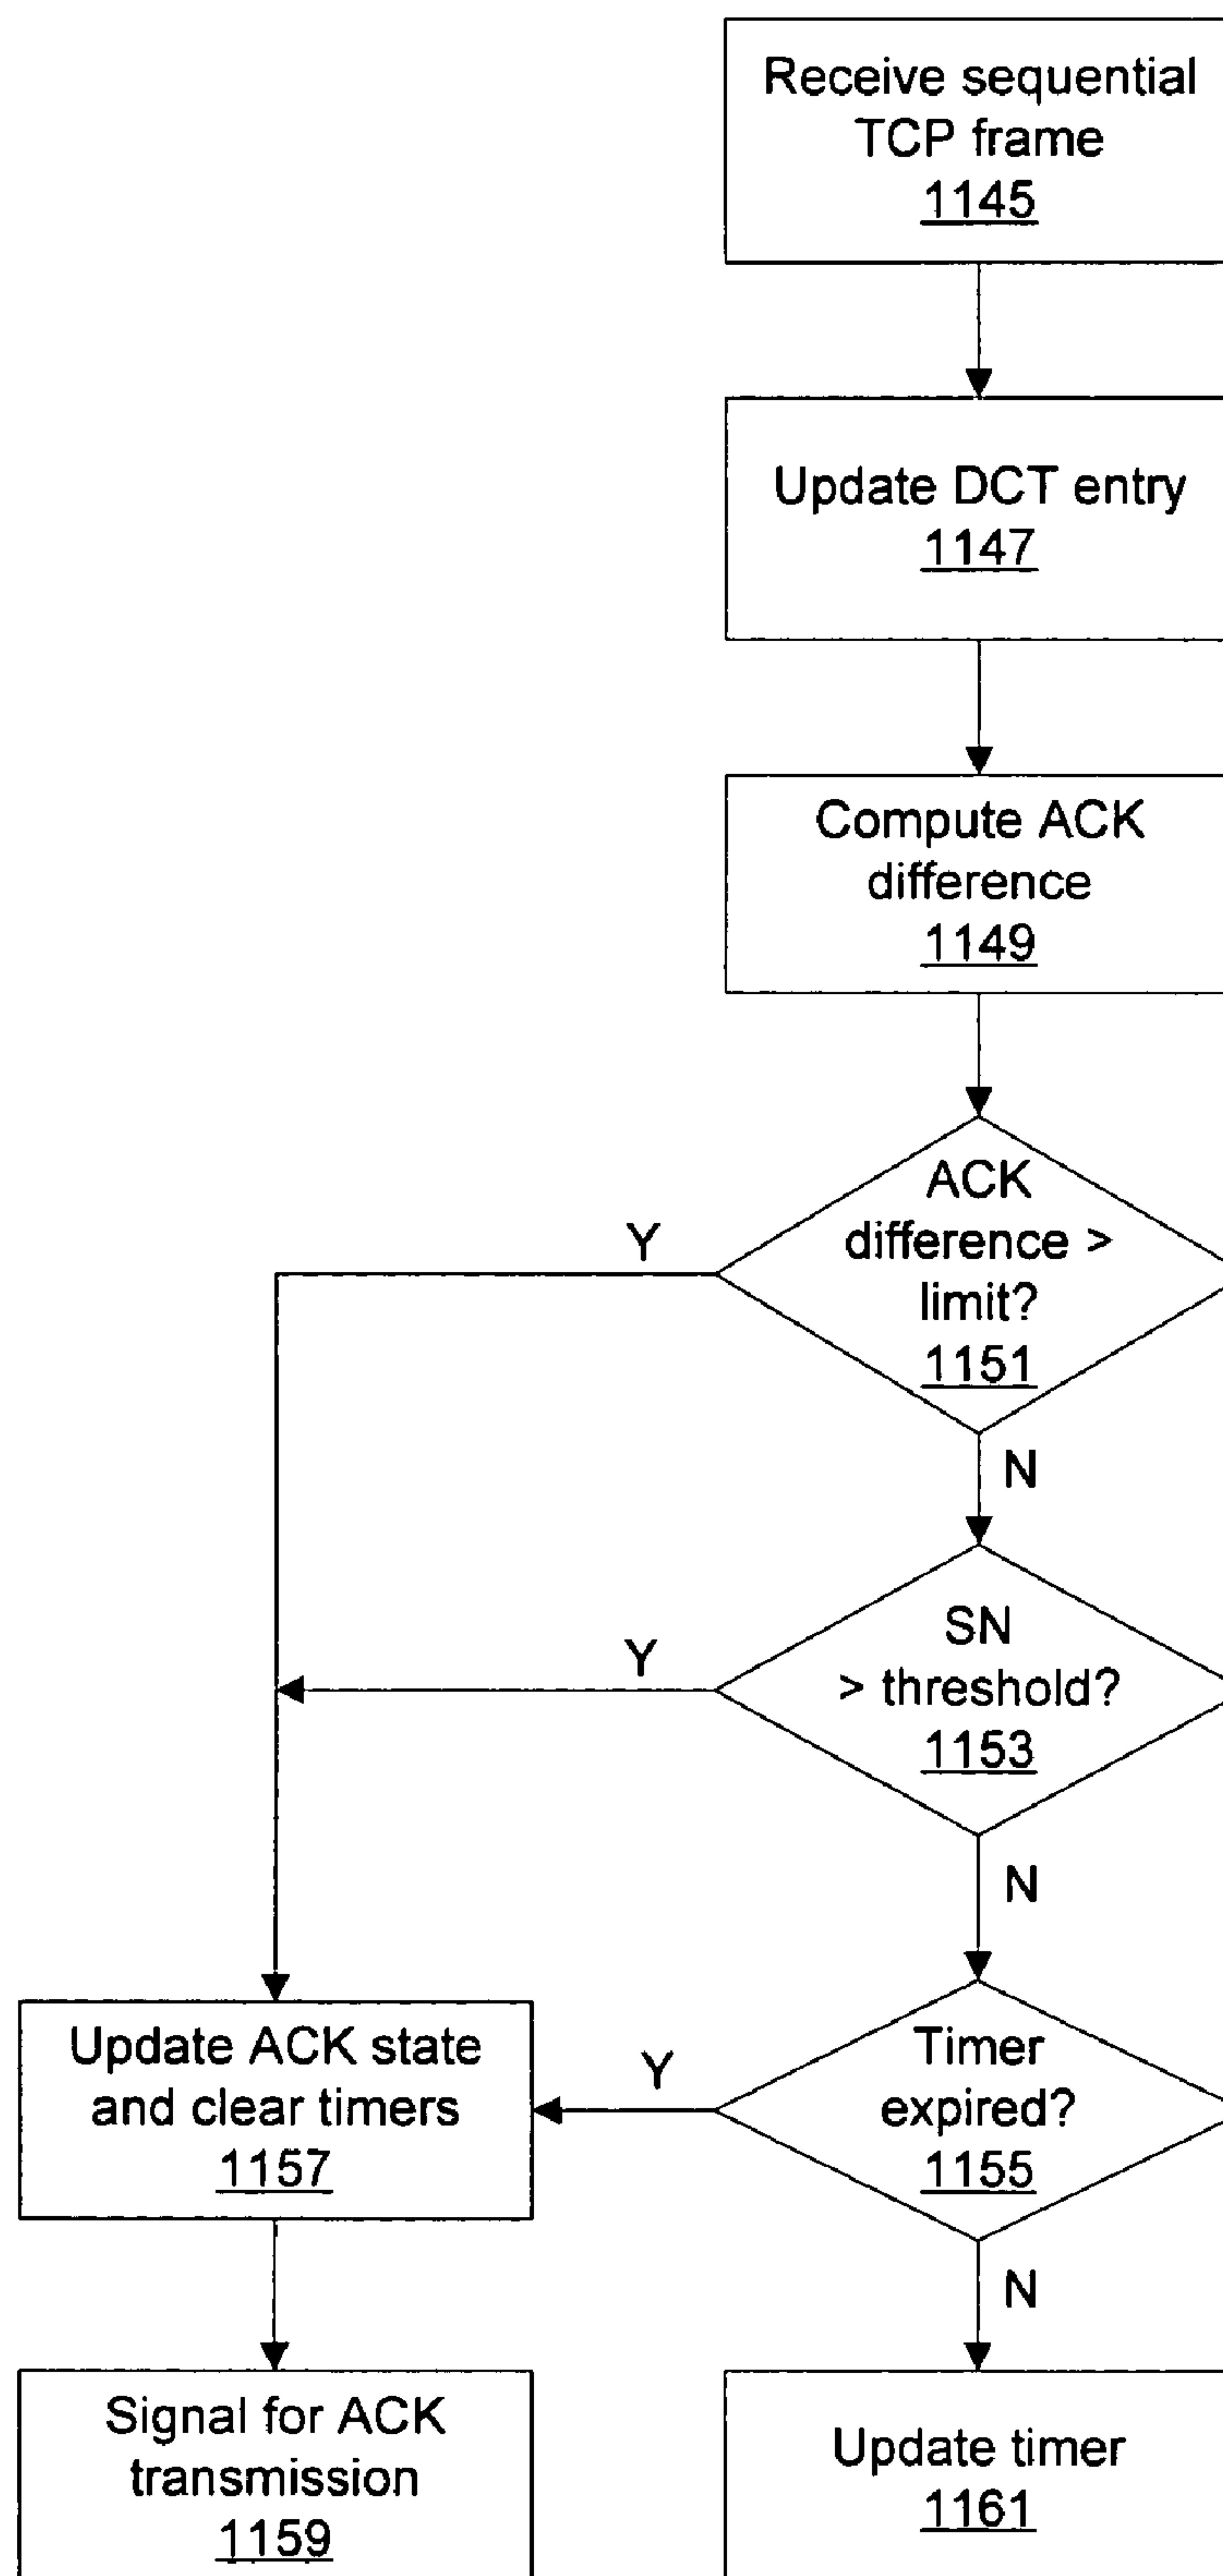 Receive sequential
TCP frame
1145
Update DCT entry
1147
Compute ACK
difference
1149
ACK
difference >
limit?
1151
Y
N
SN
> threshold?
1153
Y
N
Timer
expired?
1155
Y
N
Update ACK state
and clear timers
1157
Signal for ACK
transmission
1159
Update timer
1161